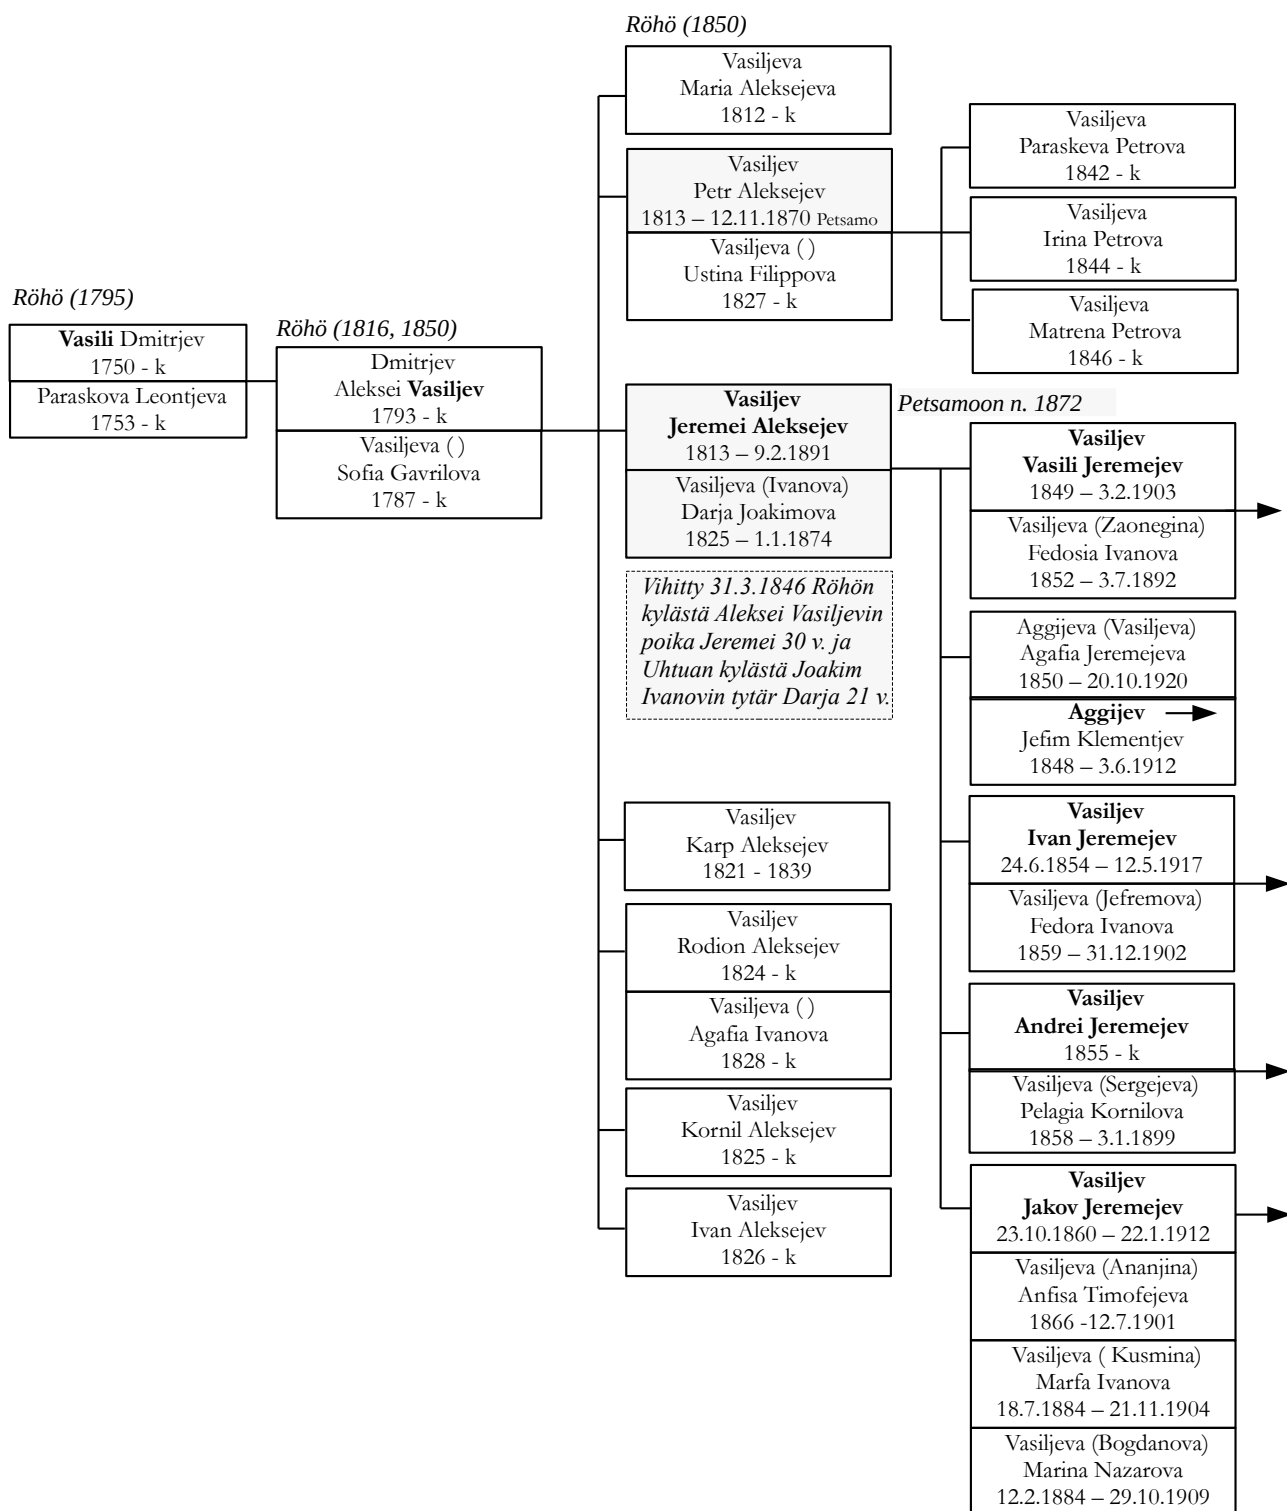 Röhö (1795)
Vasili Dmitrjev
1750 - k
Paraskova Leontjeva
1753 - k
Röhö (1816, 1850)
Dmitrjev
Aleksei Vasiljev
1793 - k
Vasiljeva ( )
Sofia Gavrilova
1787 - k
Röhö (1850)
Vasiljeva
Maria Aleksejeva
1812 - k
Vasiljev
Petr Aleksejev
1813 – 12.11.1870 Petsamo
Vasiljeva ( )
Ustina Filippova
1827 - k
Vasiljev
Jeremei Aleksejev
1813 – 9.2.1891
Vasiljeva (Ivanova)
Darja Joakimova
1825 – 1.1.1874
Vihitty 31.3.1846 Röhön
kylästä Aleksei Vasiljevin
poika Jeremei 30 v. ja
Uhtuan kylästä Joakim
Ivanovin tytär Darja 21 v.
Vasiljev
Karp Aleksejev
1821 - 1839
Vasiljev
Rodion Aleksejev
1824 - k
Vasiljeva ( )
Agafia Ivanova
1828 - k
Vasiljev
Kornil Aleksejev
1825 - k
Vasiljev
Ivan Aleksejev
1826 - k
Vasiljeva
Paraskeva Petrova
1842 - k
Vasiljeva
Irina Petrova
1844 - k
Vasiljeva
Matrena Petrova
1846 - k
Petsamoon n. 1872
Vasiljev
Vasili Jeremejev
1849 – 3.2.1903
Vasiljeva (Zaonegina)
Fedosia Ivanova
1852 – 3.7.1892
Aggijeva (Vasiljeva)
Agafia Jeremejeva
1850 – 20.10.1920
Aggijev
Jefim Klementjev
1848 – 3.6.1912
Vasiljev
Ivan Jeremejev
24.6.1854 – 12.5.1917
Vasiljeva (Jefremova)
Fedora Ivanova
1859 – 31.12.1902
Vasiljev
Andrei Jeremejev
1855 - k
Vasiljeva (Sergejeva)
Pelagia Kornilova
1858 – 3.1.1899
Vasiljev
Jakov Jeremejev
23.10.1860 – 22.1.1912
Vasiljeva (Ananjina)
Anfisa Timofejeva
1866 -12.7.1901
Vasiljeva ( Kusmina)
Marfa Ivanova
18.7.1884 – 21.11.1904
Vasiljeva (Bogdanova)
Marina Nazarova
12.2.1884 – 29.10.1909